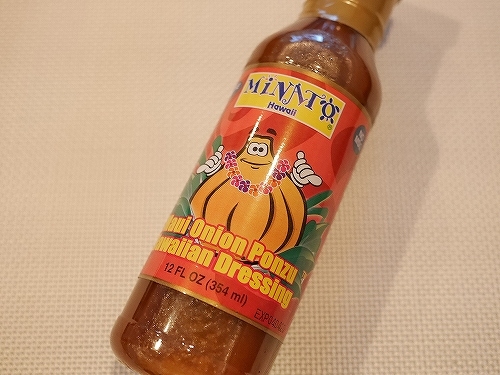 MiNATO
Hawaii
®
Maui Onion Ponzu
Hawaiian Dressing
12 FL OZ (354 ml)